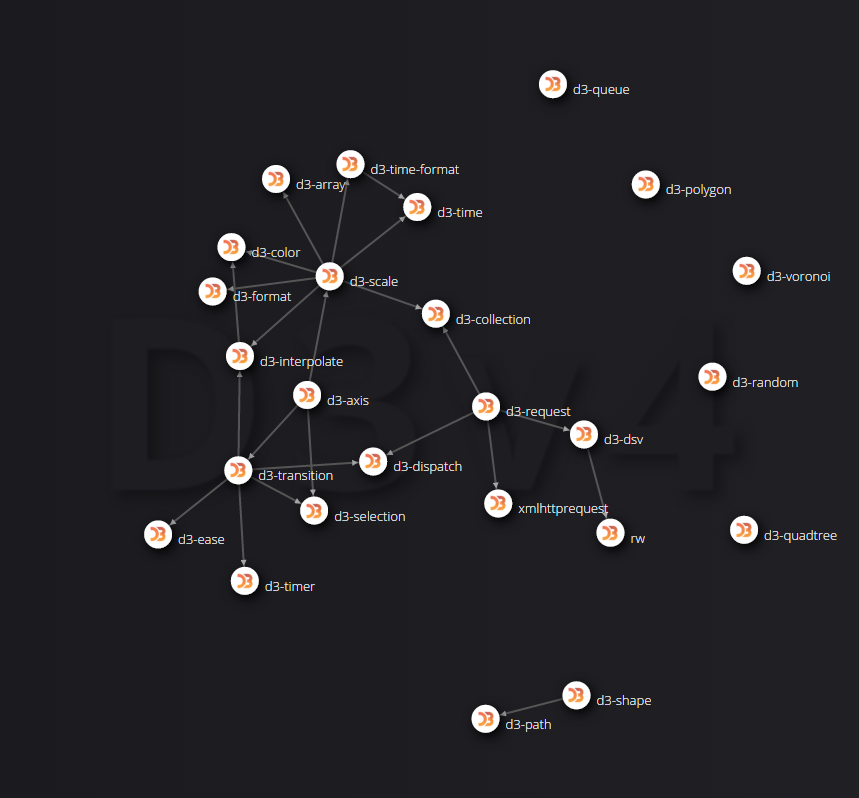 d3-queue
d3-time-format
d3-array
d3-polygon
d3-time
d3-color
d3-voronoi
d3-scale
d3-format
d3-collection
d3-interpolate
d3-random
d3-axis
d3-request
d3-dsv
d3-dispatch
d3-transition
D3 v4
xmlhttprequest
d3-selection
d3-quadtree
rw
d3-ease
d3-timer
d3-shape
d3-path